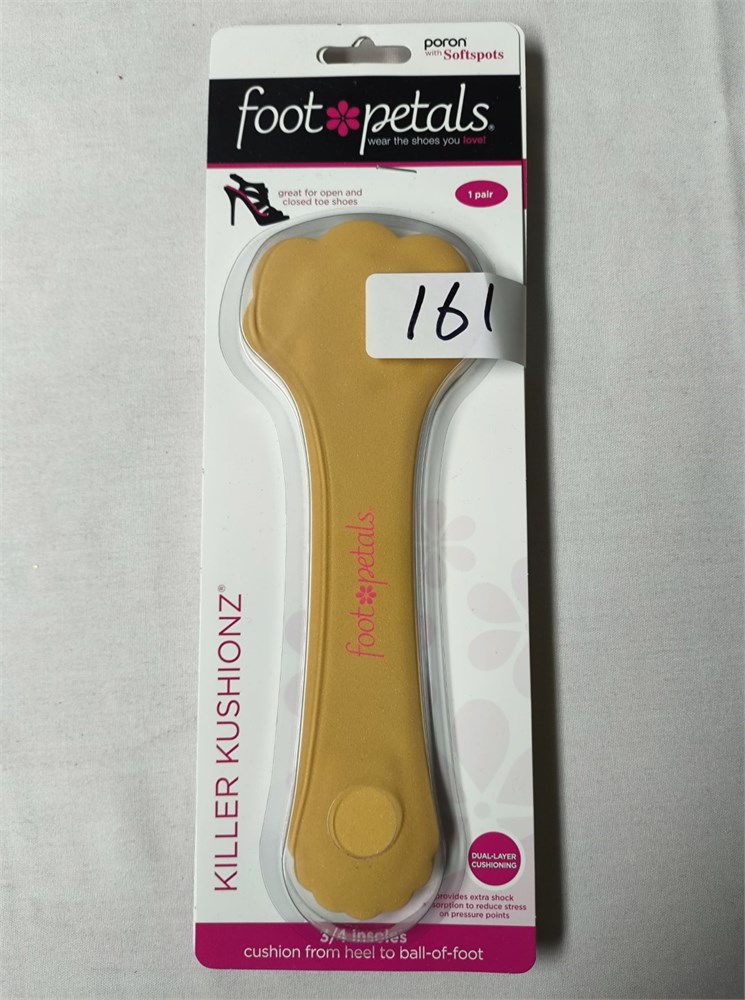 poron®
with Softspots
foot petals®
wear the shoes you love!
great for open and
closed toe shoes
1 pair
161
foot petals®
KILLER KUSHIONZ®
DUAL-LAYER
CUSHIONING
provides extra shock
sorption to reduce stress
on pressure points
3/4 insoles
cushion from heel to ball-of-foot